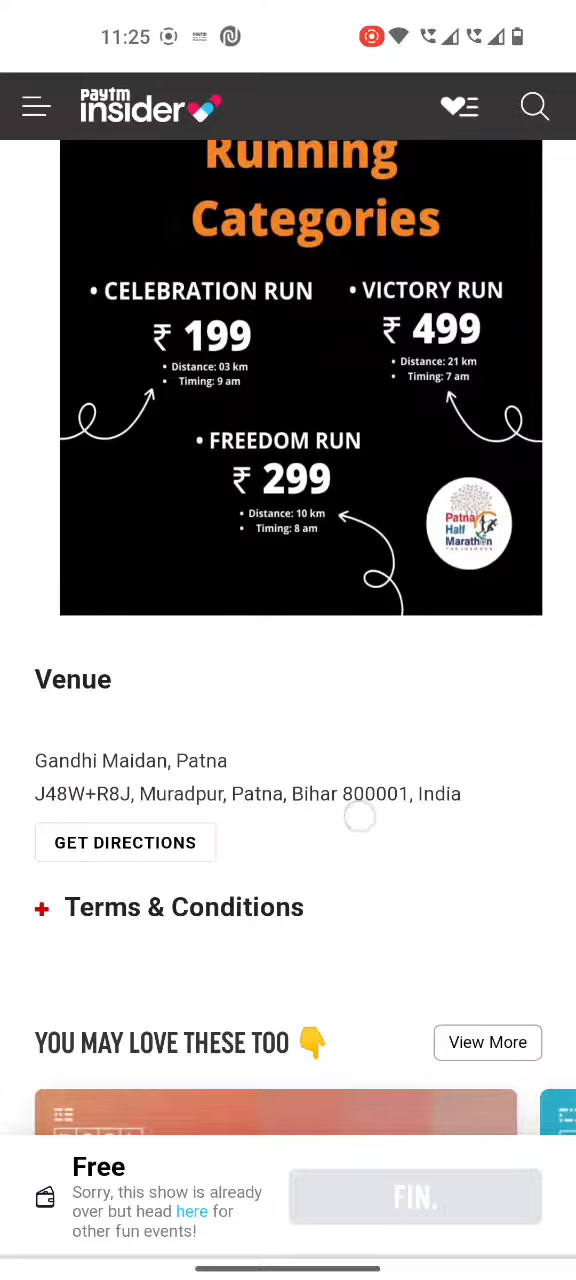 11:25
Paytm
insider
Running
Categories
• CELEBRATION RUN
₹ 199
• Distance: 03 km
• Timing: 9 am
• VICTORY RUN
₹ 499
• Distance: 21 km
• Timing: 7 am
• FREEDOM RUN
₹ 299
• Distance: 10 km
• Timing: 8 am
Patna
Half
Marathon
Venue
Gandhi Maidan, Patna
J48W+R8J, Muradpur, Patna, Bihar 800001, India
GET DIRECTIONS
+ Terms & Conditions
YOU MAY LOVE THESE TOO 👇
View More
Free
Sorry, this show is already
over but head here for
other fun events!
FIN.